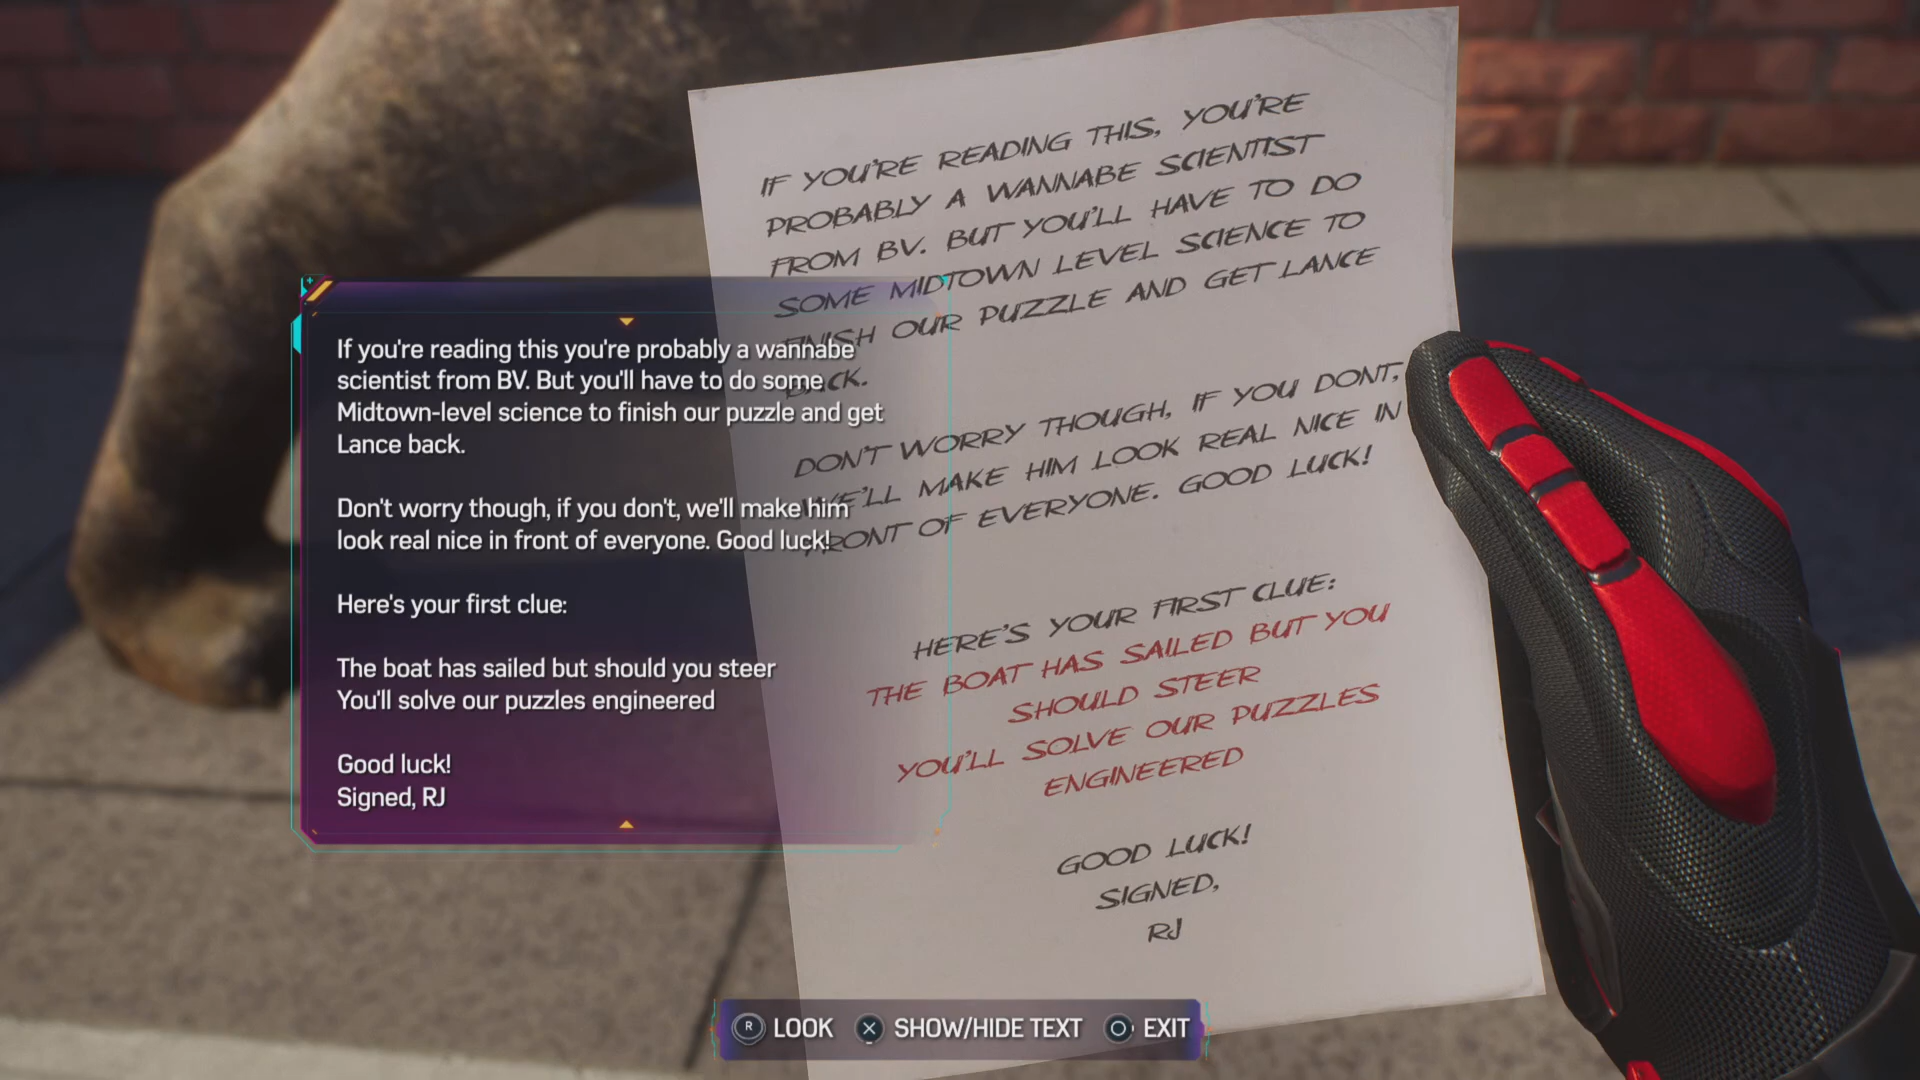 IF YOU'RE READING THIS, YOU'RE
PROBABLY A WANNABE SCIENTIST
FROM BV. BUT YOU'LL HAVE TO DO
SOME MIDTOWN LEVEL SCIENCE TO
FINISH OUR PUZZLE AND GET LANCE
BACK.
DON'T WORRY THOUGH, IF YOU DONT,
WE'LL MAKE HIM LOOK REAL NICE IN
FRONT OF EVERYONE. GOOD LUCK!
HERE'S YOUR FIRST CLUE:
THE BOAT HAS SAILED BUT YOU
SHOULD STEER
YOU'LL SOLVE OUR PUZZLES
ENGINEERED
GOOD LUCK!
SIGNED,
RJ
If you're reading this you're probably a wannabe
scientist from BV. But you'll have to do some
Midtown-level science to finish our puzzle and get
Lance back.
Don't worry though, if you don't, we'll make him
look real nice in front of everyone. Good luck!
Here's your first clue:
The boat has sailed but should you steer
You'll solve our puzzles engineered
Good luck!
Signed, RJ
R LOOK SHOW/HIDE TEXT EXIT